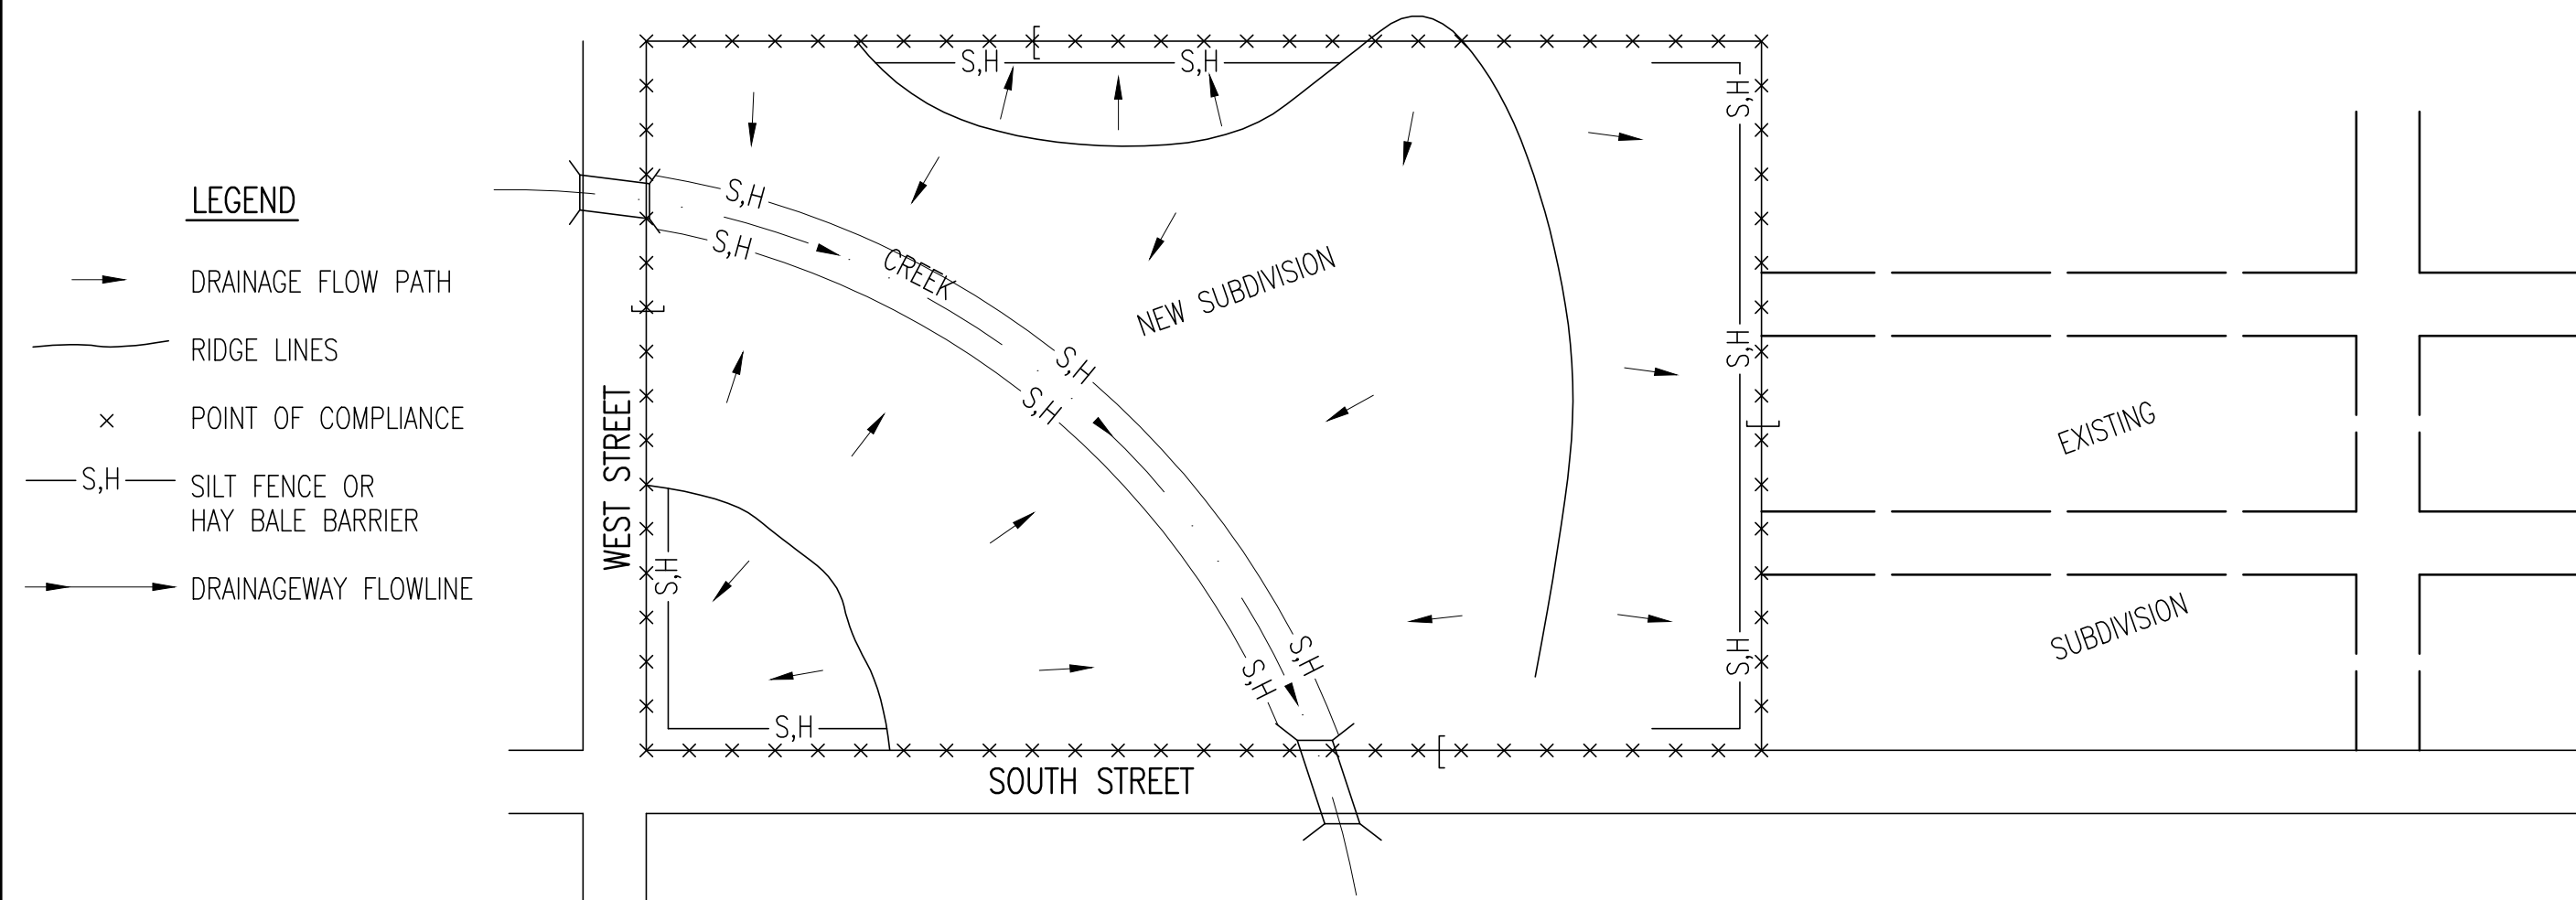 LEGEND
DRAINAGE FLOW PATH
RIDGE LINES
POINT OF COMPLIANCE
S,H
SILT FENCE OR
HAY BALE BARRIER
DRAINAGEWAY FLOWLINE
S,H
S,H
S,H
S,H
S,H
CREEK
NEW SUBDIVISION
S,H
S,H
S,H
WEST STREET
EXISTING
S,H
SUBDIVISION
S,H
S,H
S,H
S,H
SOUTH STREET